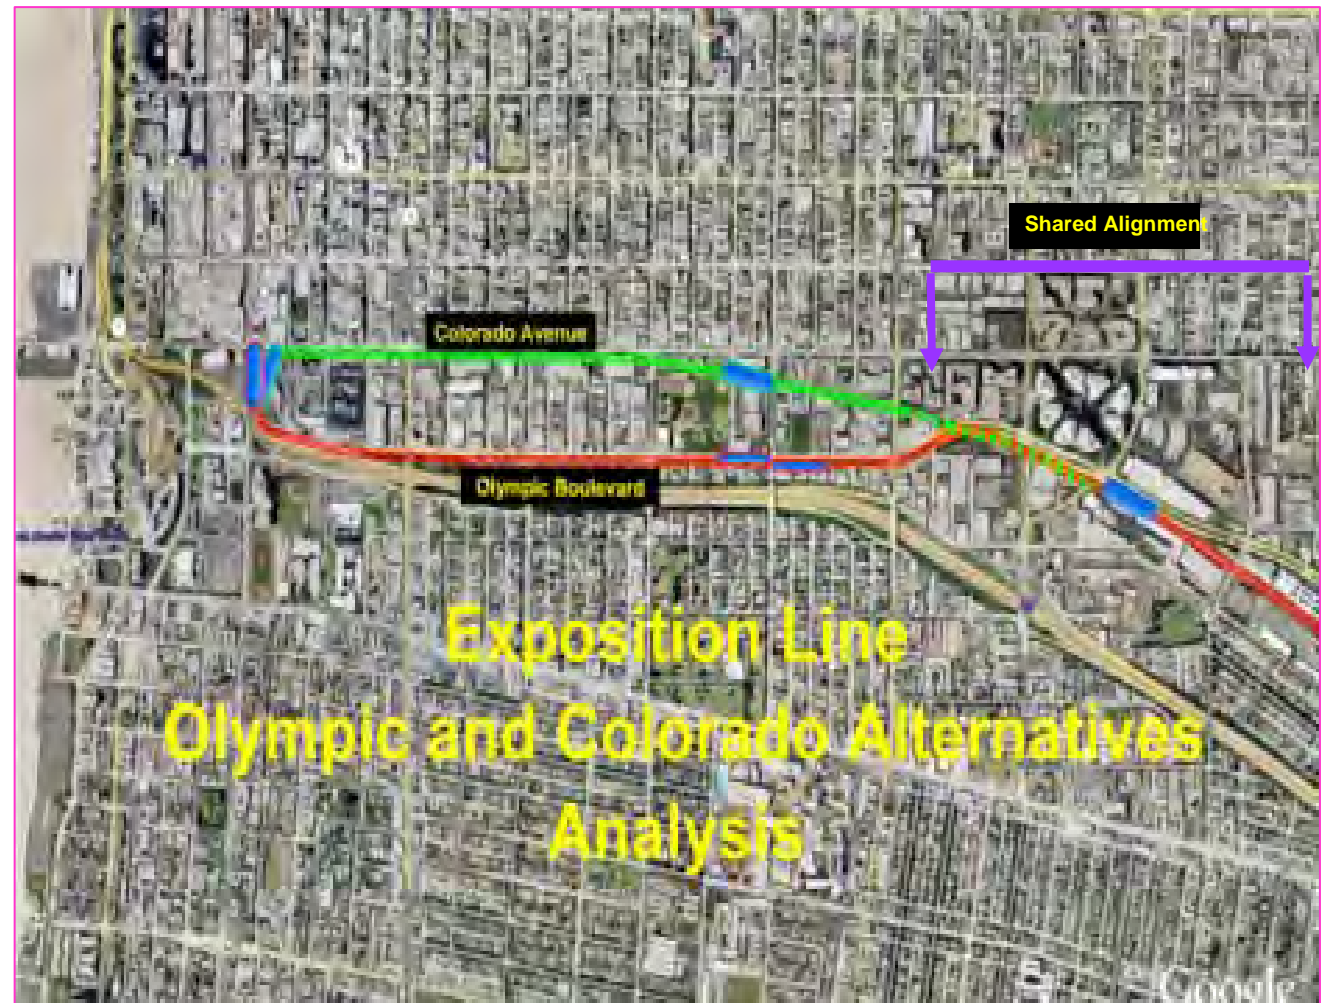 Shared Alignment
Colorado Avenue
Olympic Boulevard
Exposition Line
Olympic and Colorado Alternatives
Analysis
Google